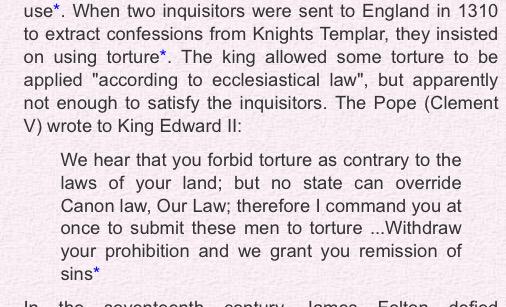 use*. When two inquisitors were sent to England in 1310
to extract confessions from Knights Templar, they insisted
on using torture*. The king allowed some torture to be
applied "according to ecclesiastical law", but apparently
not enough to satisfy the inquisitors. The Pope (Clement
V) wrote to King Edward II:
We hear that you forbid torture as contrary to the
laws of your land; but no state can override
Canon law, Our Law; therefore I command you at
once to submit these men to torture ...Withdraw
your prohibition and we grant you remission of
sins*
In the seventeenth century James Felton defied